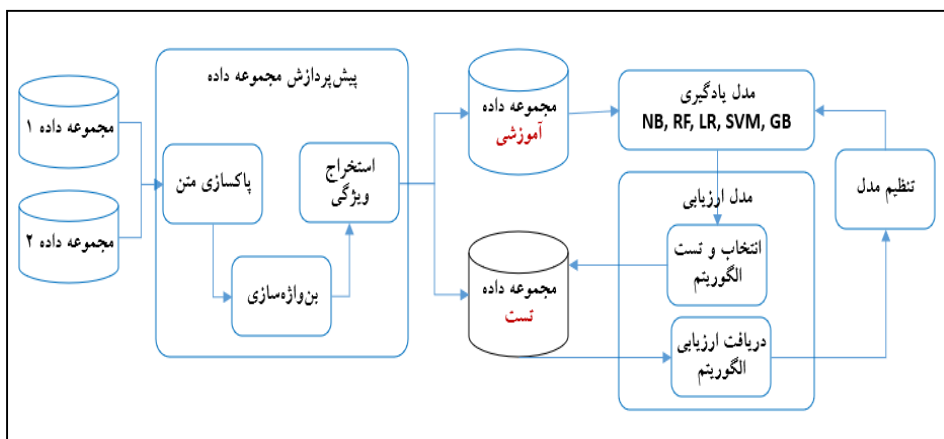 مجموعه داده ۱
مجموعه داده ۲
پیش‌پردازش مجموعه داده
پاکسازی متن
بن‌واژه‌سازی
استخراج
ویژگی
مجموعه داده
آموزشی
مجموعه داده
تست
مدل یادگیری
NB, RF, LR, SVM, GB
مدل ارزیابی
انتخاب و تست
الگوریتم
دریافت ارزیابی
الگوریتم
تنظیم مدل